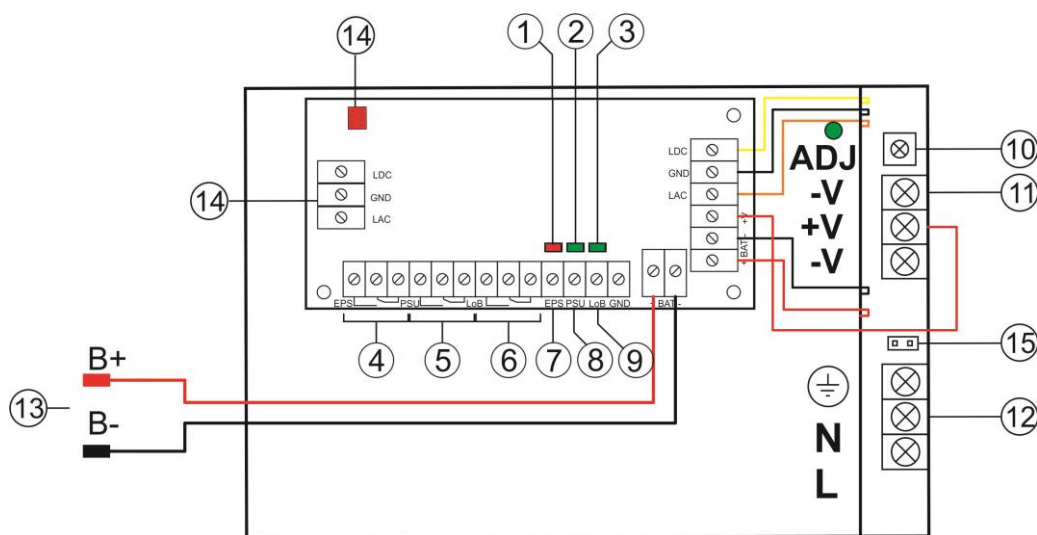 1
2
3
14
LDC
GND
LAC
14
LDC
GND
LAC
+V
- BAT +
ADJ
-V
+V
-V
10
11
EPS
PSU
LoB
EPS PSU LoB GND
+ BAT -
4
5
6
7
8
9
15
12
N
L
B+
13
B-